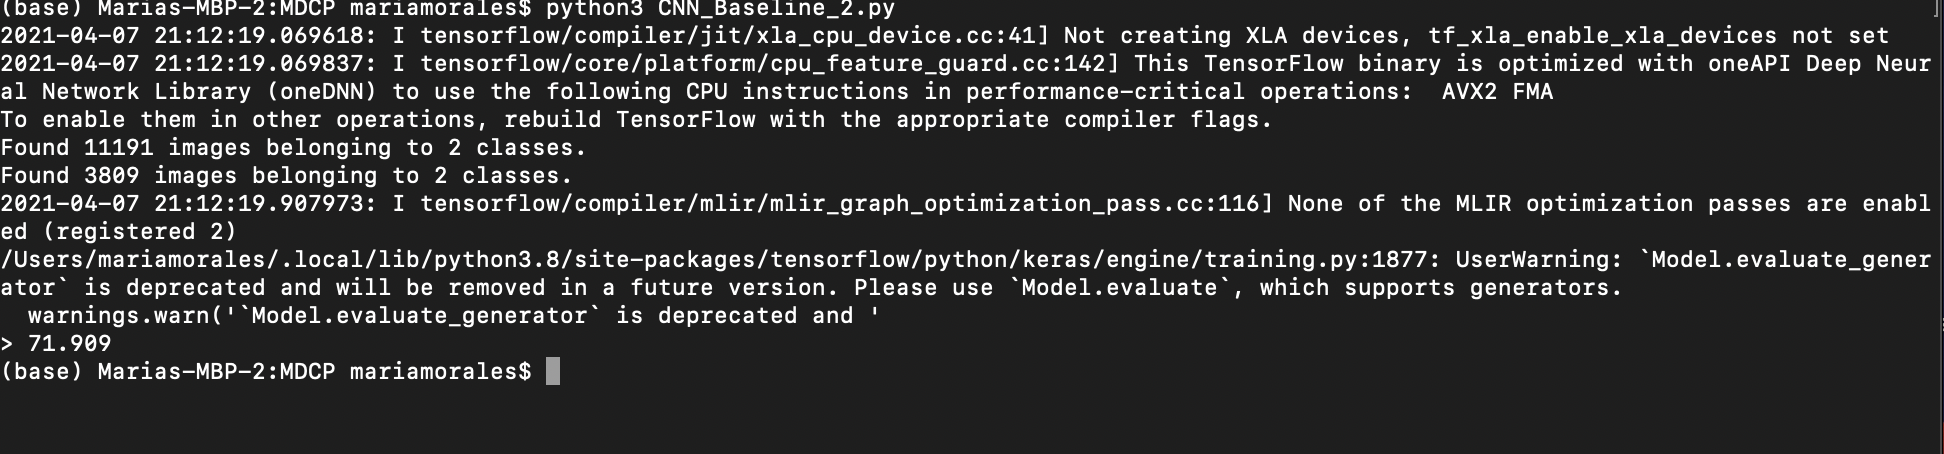 (base) Marias-MBP-2:MDCP mariamorales$ python3 CNN_Baseline_2.py
2021-04-07 21:12:19.069618: I tensorflow/compiler/jit/xla_cpu_device.cc:41] Not creating XLA devices, tf_xla_enable_xla_devices not set
2021-04-07 21:12:19.069837: I tensorflow/core/platform/cpu_feature_guard.cc:142] This TensorFlow binary is optimized with oneAPI Deep Neur
al Network Library (oneDNN) to use the following CPU instructions in performance-critical operations:  AVX2 FMA
To enable them in other operations, rebuild TensorFlow with the appropriate compiler flags.
Found 11191 images belonging to 2 classes.
Found 3809 images belonging to 2 classes.
2021-04-07 21:12:19.907973: I tensorflow/compiler/mlir/mlir_graph_optimization_pass.cc:116] None of the MLIR optimization passes are enabl
ed (registered 2)
/Users/mariamorales/.local/lib/python3.8/site-packages/tensorflow/python/keras/engine/training.py:1877: UserWarning: `Model.evaluate_gener
ator` is deprecated and will be removed in a future version. Please use `Model.evaluate`, which supports generators.
  warnings.warn('`Model.evaluate_generator` is deprecated and '
> 71.909
(base) Marias-MBP-2:MDCP mariamorales$